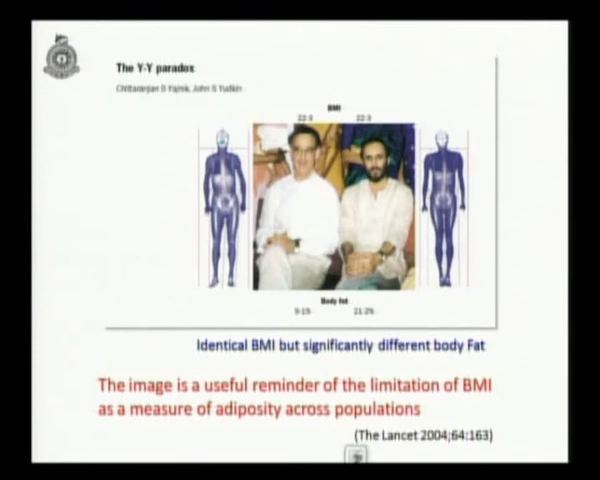 The Y-Y paradox
Chittaranjan S Yajnik, John S Yudkin
BMI
22·3 22·3
Body fat
9·1% 21·2%
Identical BMI but significantly different body Fat
The image is a useful reminder of the limitation of BMI
as a measure of adiposity across populations
(The Lancet 2004;64:163)